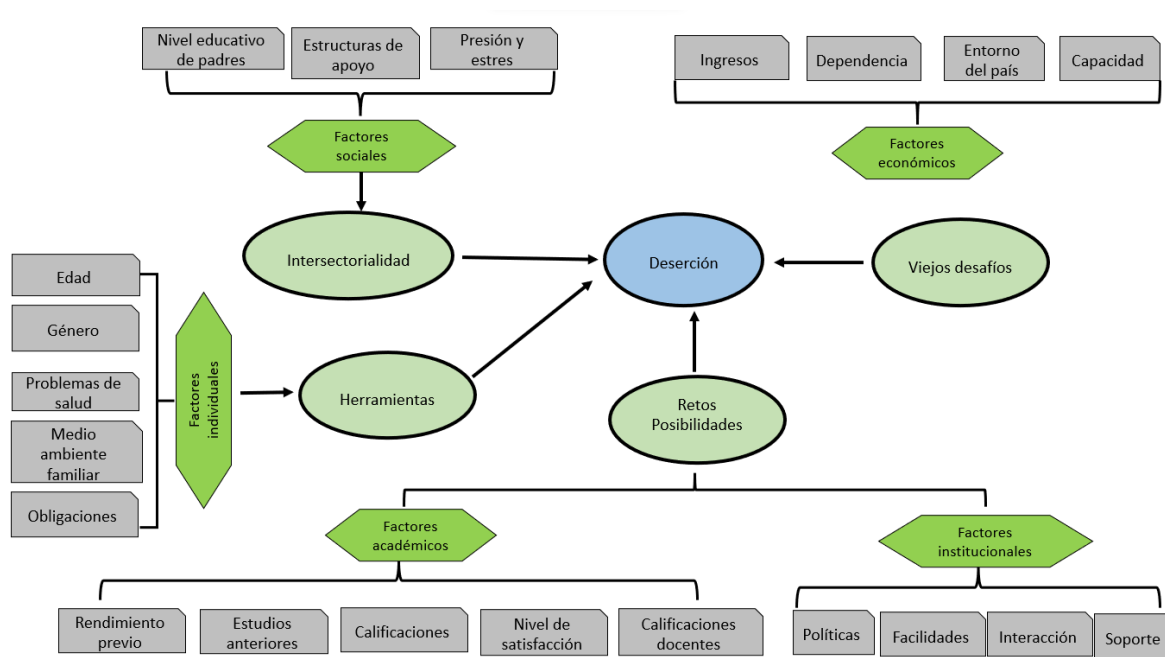 Nivel educativo
de padres
Estructuras de
apoyo
Presión y
estres
Ingresos
Dependencia
Entorno
del país
Capacidad
Factores
sociales
Factores
económicos
Intersectorialidad
Deserción
Viejos desafíos
Edad
Género
Problemas de
salud
Medio
ambiente
familiar
Obligaciones
Factores
individuales
Herramientas
Retos
Posibilidades
Factores
académicos
Factores
institucionales
Rendimiento
previo
Estudios
anteriores
Calificaciones
Nivel de
satisfacción
Calificaciones
docentes
Políticas
Facilidades
Interacción
Soporte